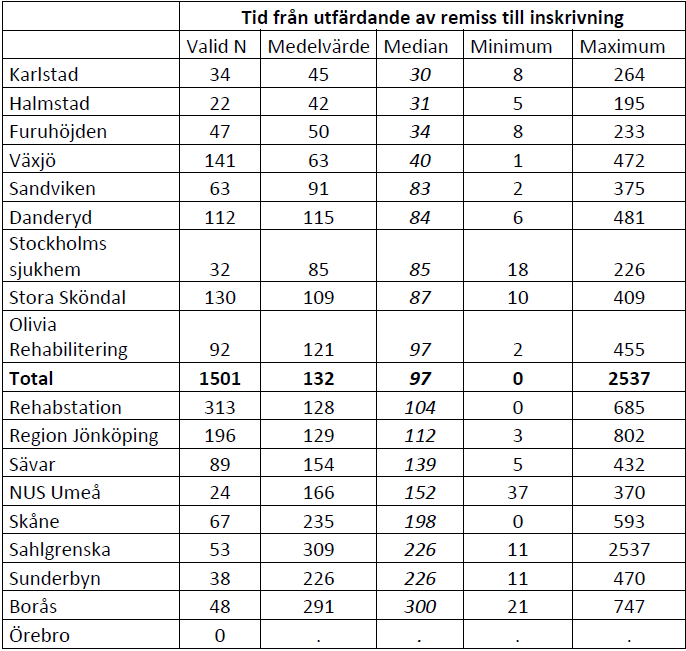 Tid från utfärdande av remiss till inskrivning
Valid N Medelvärde Median Minimum Maximum
Karlstad 34 45 30 8 264
Halmstad 22 42 31 5 195
Furuhöjden 47 50 34 8 233
Växjö 141 63 40 1 472
Sandviken 63 91 83 2 375
Danderyd 112 115 84 6 481
Stockholms
sjukhem 32 85 85 18 226
Stora Sköndal 130 109 87 10 409
Olivia
Rehabilitering 92 121 97 2 455
Total 1501 132 97 0 2537
Rehabstation 313 128 104 0 685
Region Jönköping 196 129 112 3 802
Sävar 89 154 139 5 432
NUS Umeå 24 166 152 37 370
Skåne 67 235 198 0 593
Sahlgrenska 53 309 226 11 2537
Sunderbyn 38 226 226 11 470
Borås 48 291 300 21 747
Örebro 0 . . . .